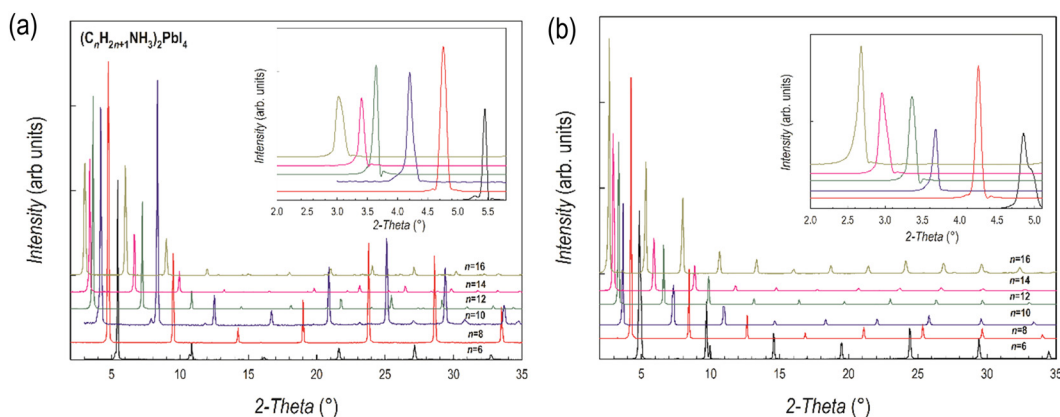 (a)
(CₙH₂ₙ₊₁NH₃)₂PbI₄
Intensity (arb units)
Intensity (arb. units)
2.0 2.5 3.0 3.5 4.0 4.5 5.0 5.5
2-Theta (°)
n=16
n=14
n=12
n=10
n=8
n=6
5 10 15 20 25 30 35
2-Theta (°)
(b)
Intensity (arb. units)
Intensity (arb. units)
2.0 2.5 3.0 3.5 4.0 4.5 5.0
2-Theta (°)
n=16
n=14
n=12
n=10
n=8
n=6
5 10 15 20 25 30 35
2-Theta (°)